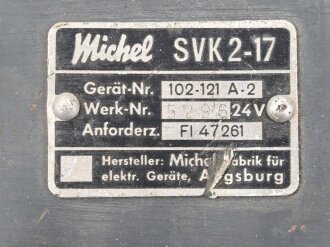 Michel SVK 2-17
Gerät-Nr. 102-121 A-2
Werk-Nr. 24V
Anforderz. Fl 47261
Hersteller: Michel Fabrik für
elektr. Geräte, Augsburg